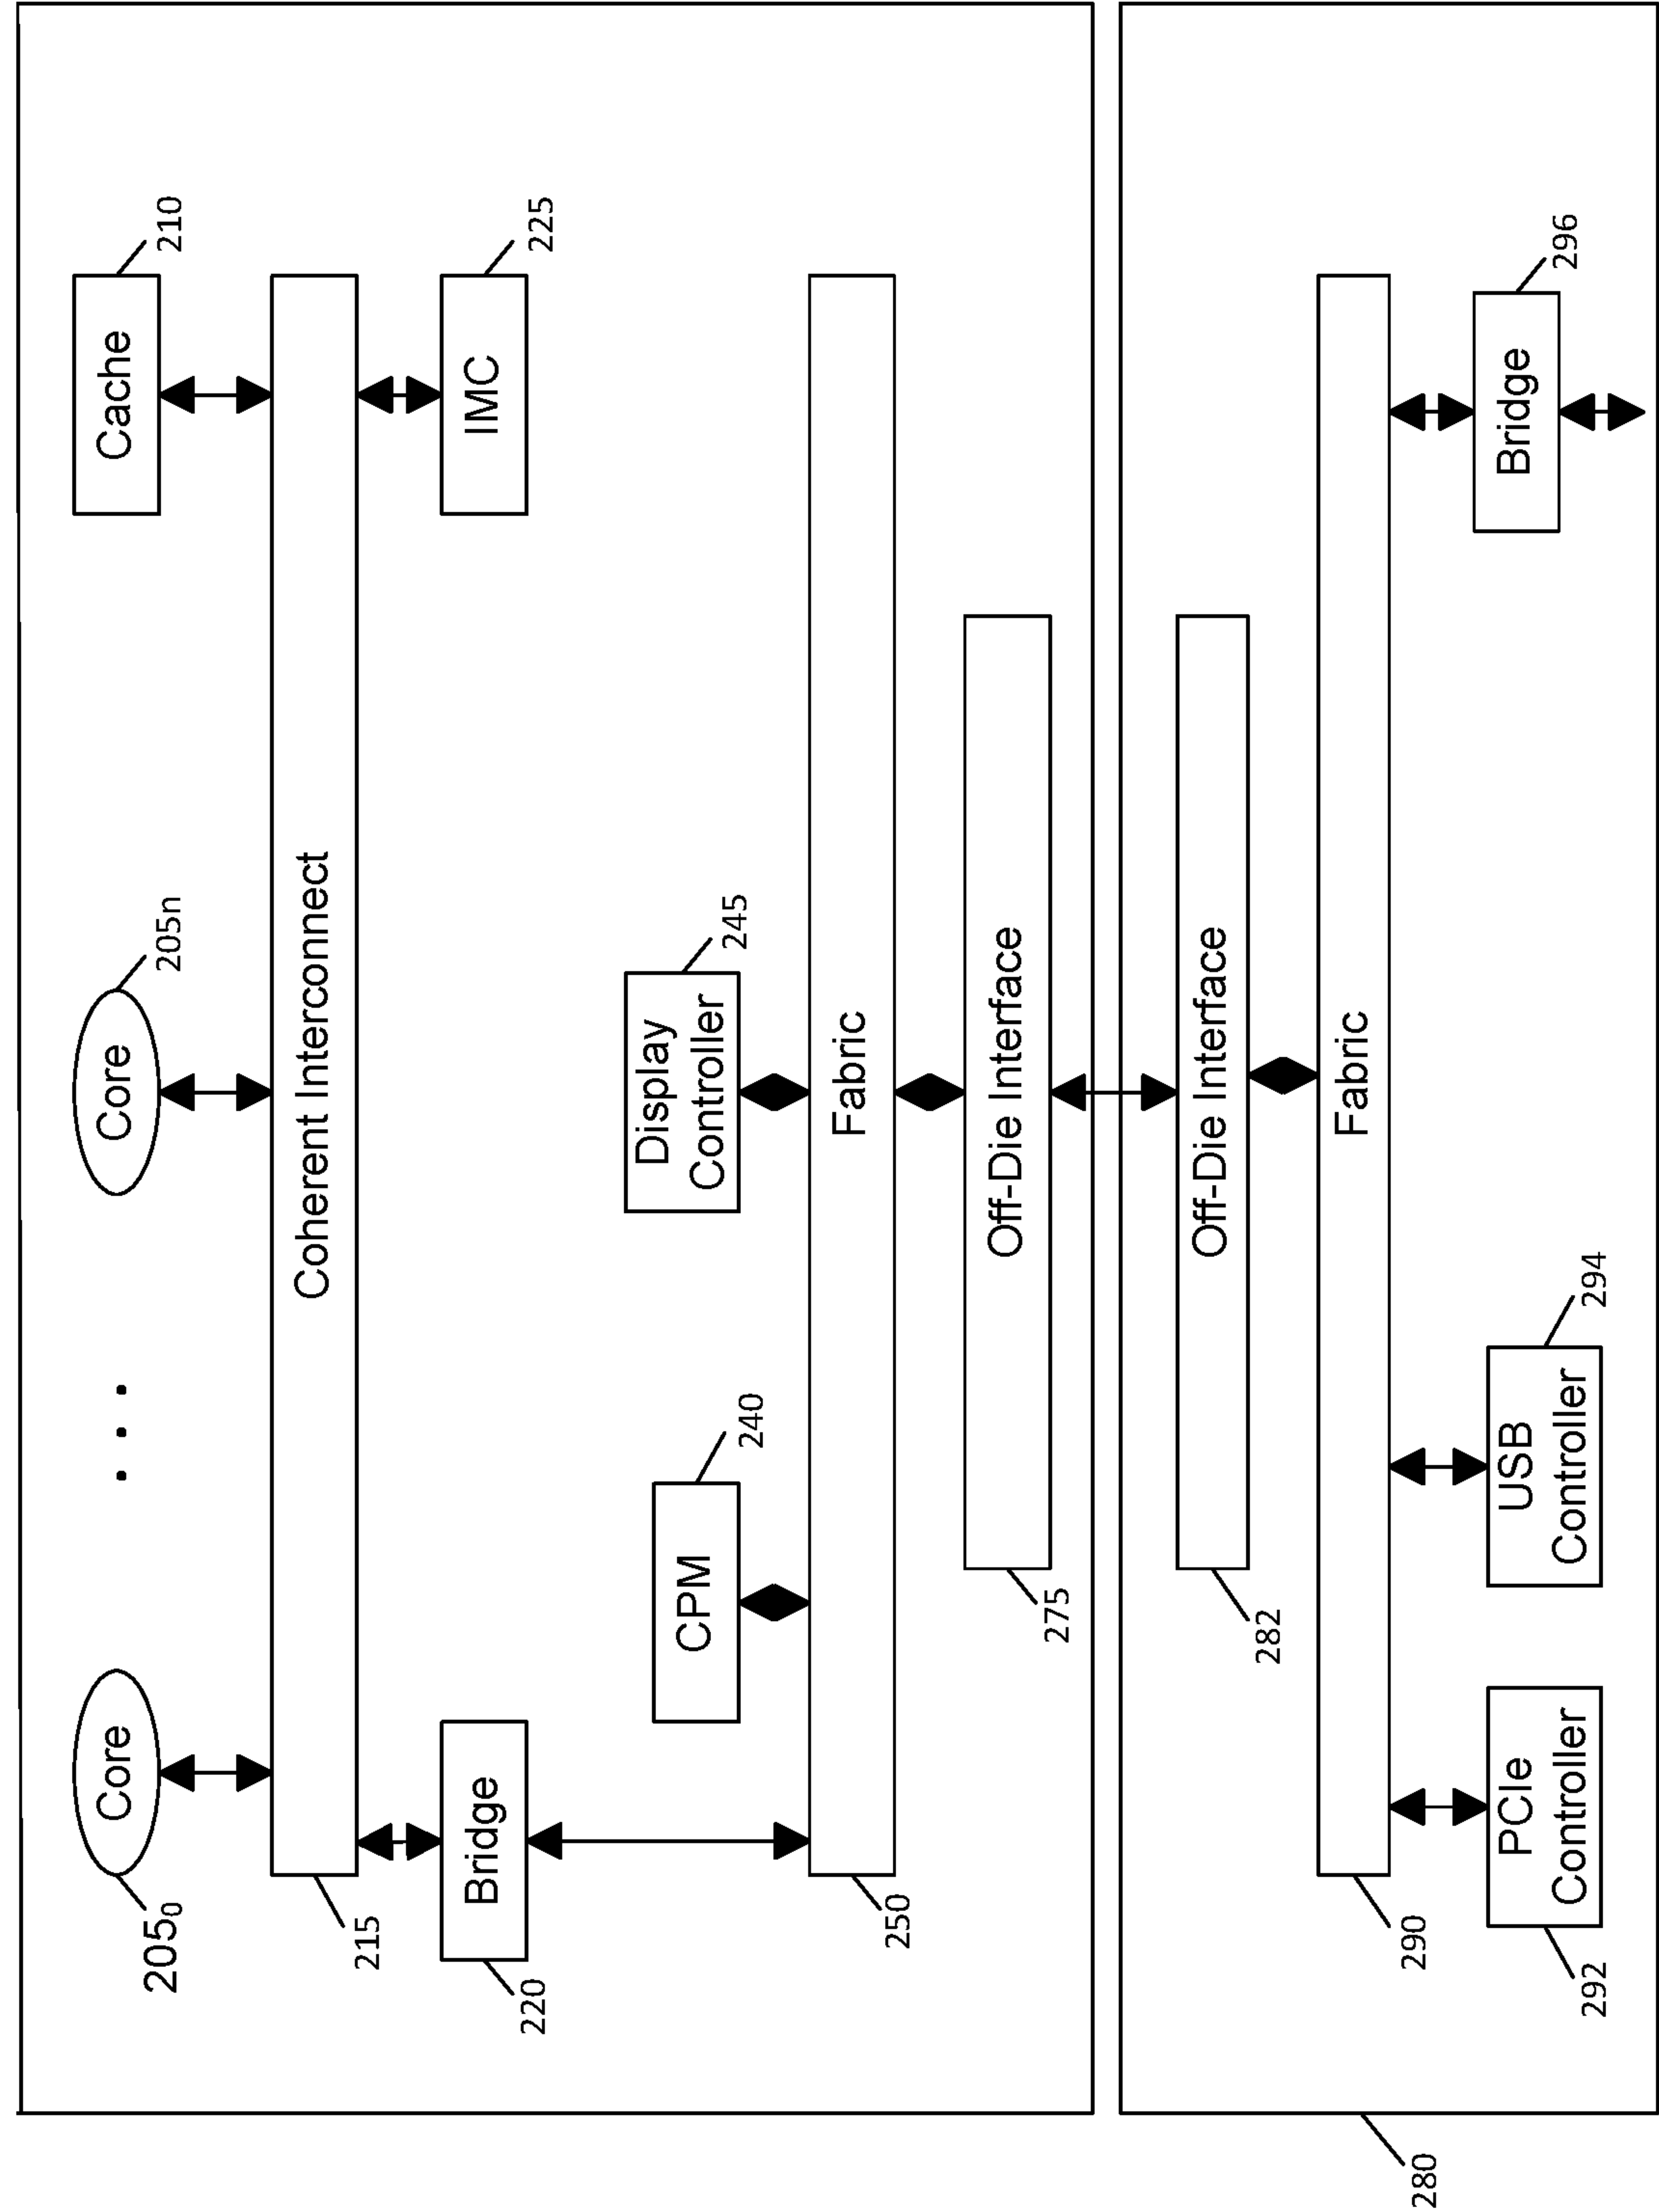 Core
205₀
. . .
Core
205n
Cache
210
Coherent Interconnect
215
Bridge
220
IMC
225
CPM
240
Display
Controller
245
Fabric
250
Off-Die Interface
275
Off-Die Interface
282
Fabric
290
PCIe
Controller
292
USB
Controller
294
Bridge
296
280